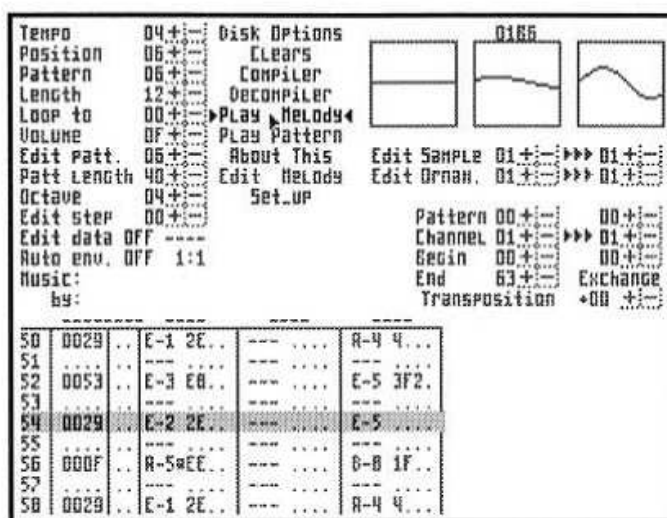 Tempo 04+- Disk Options 0166
Position 06+- Clears
Pattern 06+- Compiler
Length 12+- Decompiler
Loop to 00+- ▶Play Melody◀
Volume 0F+- Play Pattern
Edit Patt. 06+- About This Edit Sample 01+- ▶▶▶ 01+-
Patt Length 40+- Edit Melody Edit Ornam. 01+- ▶▶▶ 01+-
Octave 04+- Set_up
Edit step 00+- Pattern 00+- 00+-
Edit data OFF ---- Channel 01+- ▶▶▶ 01+-
Auto env. OFF 1:1 Begin 00+- 00+-
Music: End 63+- Exchange
by: Transposition +00 +-
50 0029 .. E-1 2E.. --- .... A-4 4...
51 .... .. --- .... --- .... --- ....
52 0053 .. E-3 E8.. --- .... E-5 3F2.
53 .... .. --- .... --- .... --- ....
54 0029 .. E-2 2E.. --- .... E-5 ....
55 .... .. --- .... --- .... --- ....
56 000F .. --- .... 1F..
57 .... .. --- .... --- .... --- ....
58 0029 .. E-1 2E.. --- .... A-4 4...